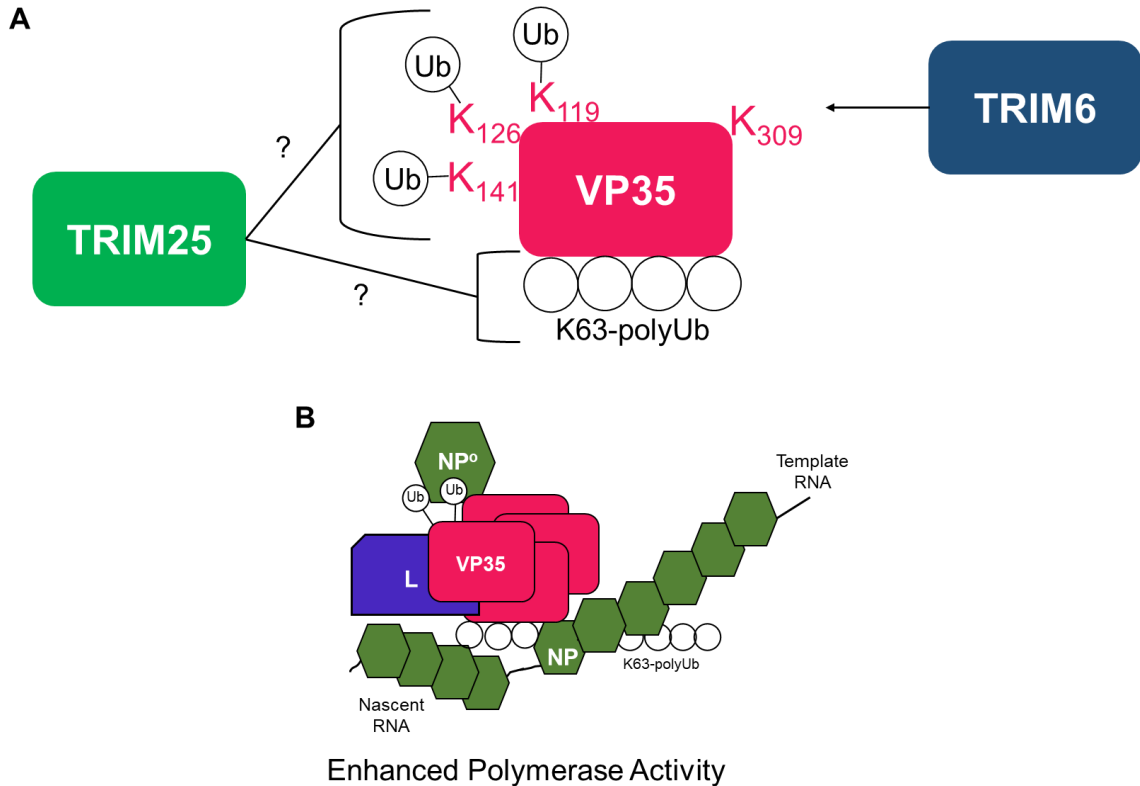 A
Ub
Ub
K119
K126
K309
TRIM6
?
Ub
K141
VP35
TRIM25
?
K63-polyUb
B
NPº
Template
RNA
Ub
Ub
VP35
L
NP
K63-polyUb
Nascent
RNA
Enhanced Polymerase Activity